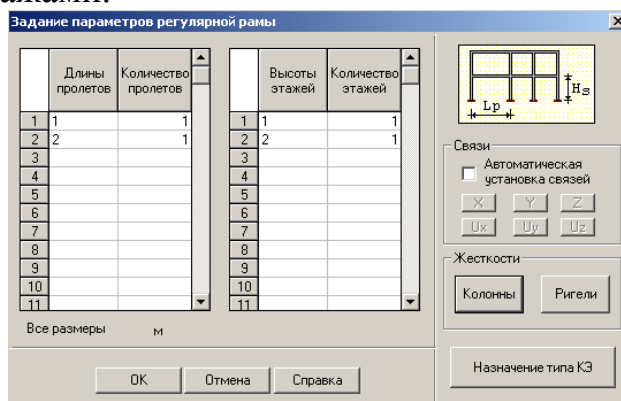 ажами.
Задание параметров регулярной рамы
Длины пролетов Количество пролетов
1 1 1
2 2 1
3
4
5
6
7
8
9
10
11
Высоты этажей Количество этажей
1 1 1
2 2 1
3
4
5
6
7
8
9
10
11
Все размеры м
OK Отмена Справка
Lp Hs
Связи
Автоматическая установка связей
X Y Z
Ux Uy Uz
Жесткости
Колонны Ригели
Назначение типа КЭ